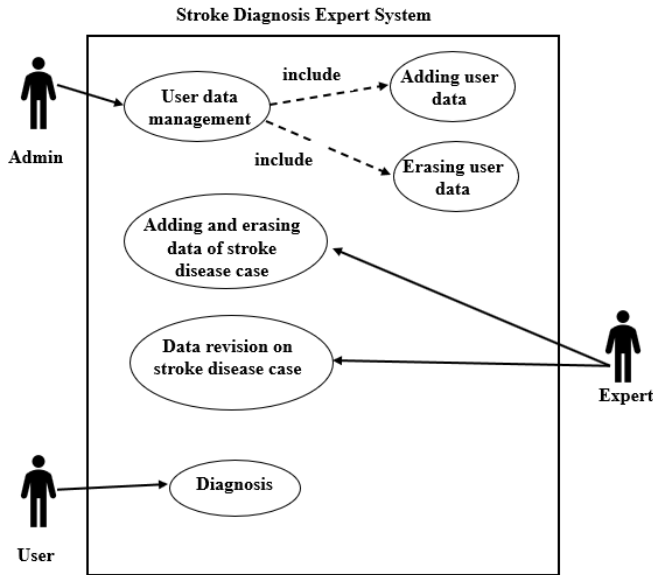 Stroke Diagnosis Expert System
Admin
User data
management
include
include
Adding user
data
Erasing user
data
Adding and erasing
data of stroke
disease case
Data revision on
stroke disease case
Expert
Diagnosis
User